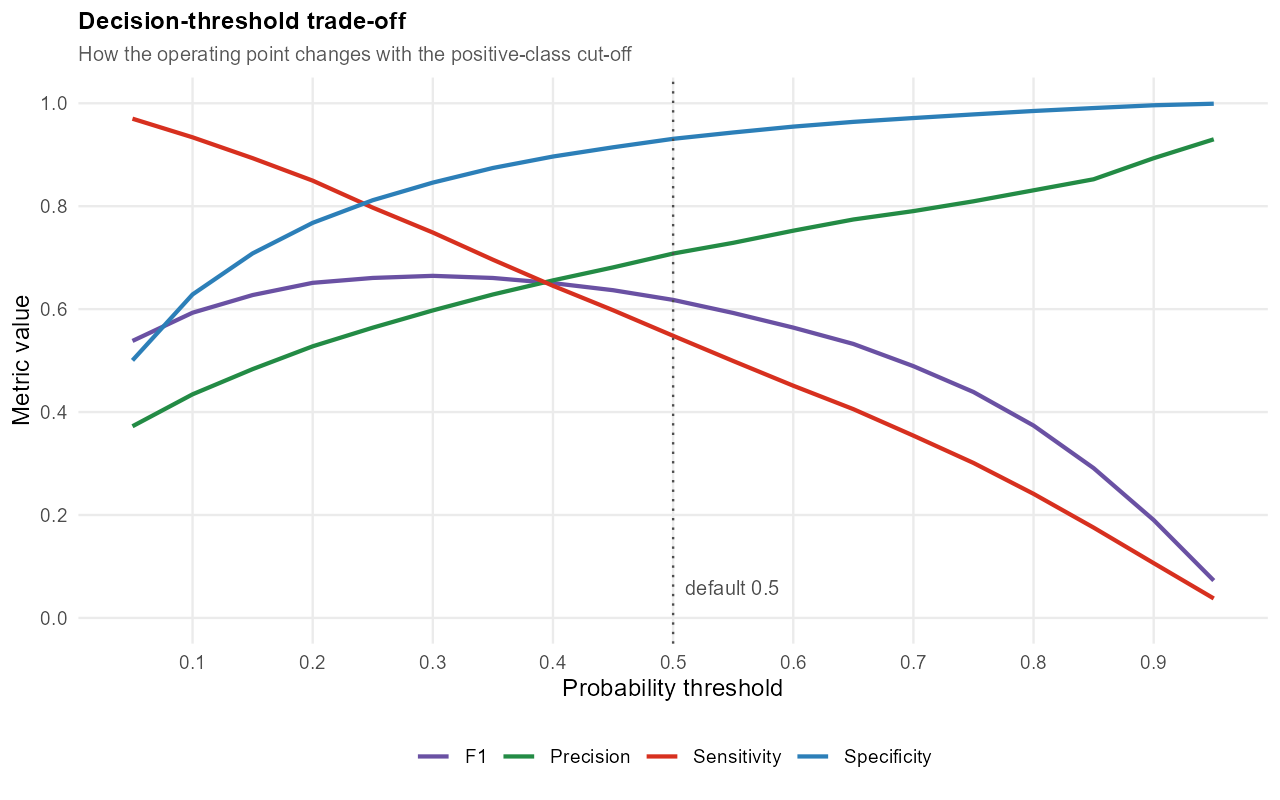 Decision-threshold trade-off
How the operating point changes with the positive-class cut-off
Metric value
1.0
0.8
0.6
0.4
0.2
0.0
default 0.5
0.1 0.2 0.3 0.4 0.5 0.6 0.7 0.8 0.9
Probability threshold
F1 Precision Sensitivity Specificity